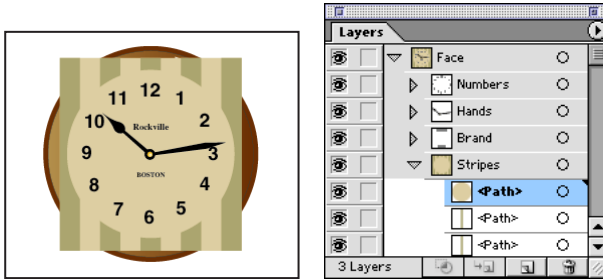 12
11 1
10 2
Rockville
9 3
BOSTON
8 4
7 5
6
Layers
Face
Numbers
Hands
Brand
Stripes
<Path>
<Path>
<Path>
3 Layers